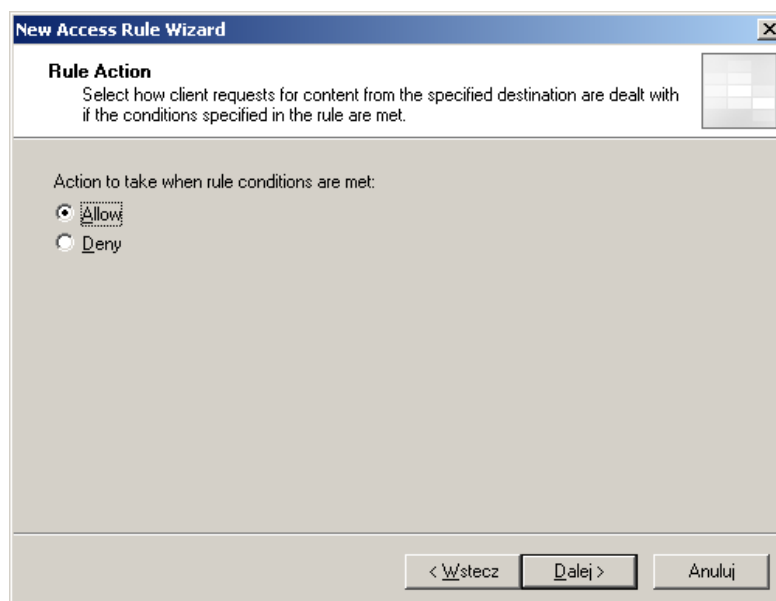 New Access Rule Wizard
Rule Action
Select how client requests for content from the specified destination are dealt with
if the conditions specified in the rule are met.
Action to take when rule conditions are met:
Allow
Deny
< Wstecz
Dalej >
Anuluj